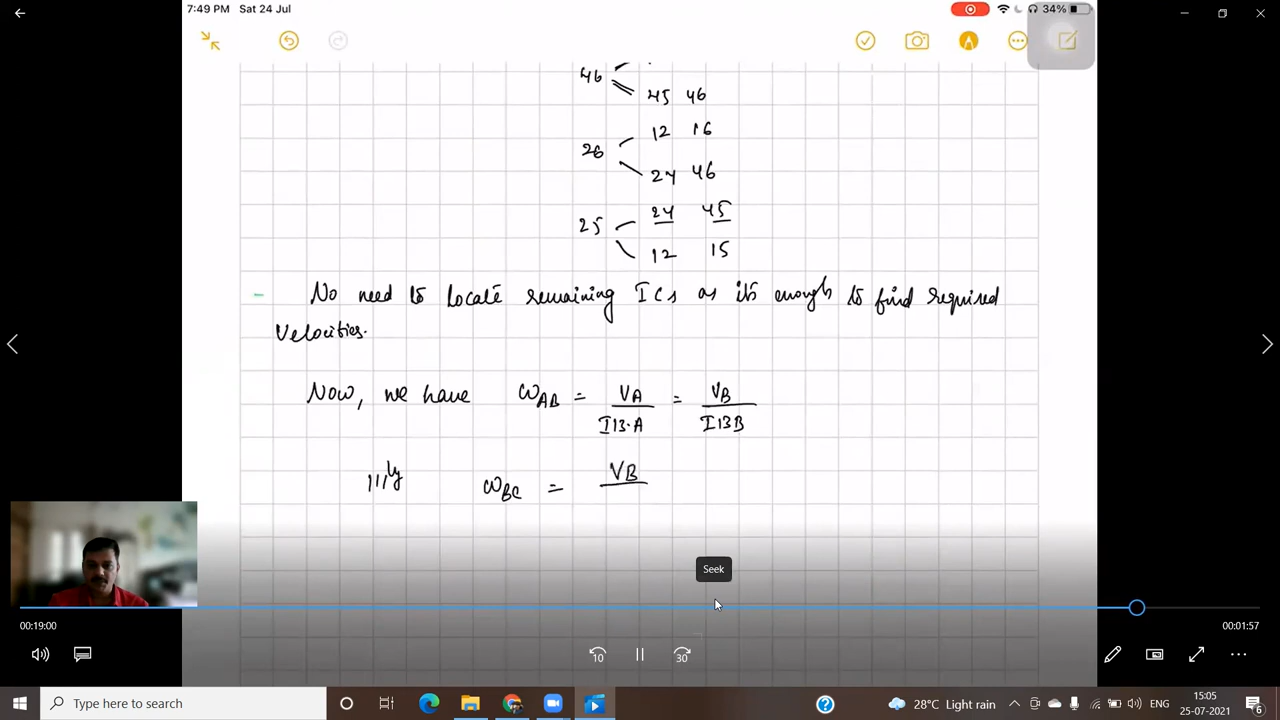 7:49 PM Sat 24 Jul
34%
46
45 46
12 16
26
24 46
24 45
25
12 15
- No need to locate remaining ICs as its enough to find required
Velocities.
Now, we have ωAB = VA / I13·A = VB / I13B
111ly ωBC = VB
Seek
00:19:00
00:01:57
10
30
Type here to search
28°C Light rain
ENG
15:05
25-07-2021
6